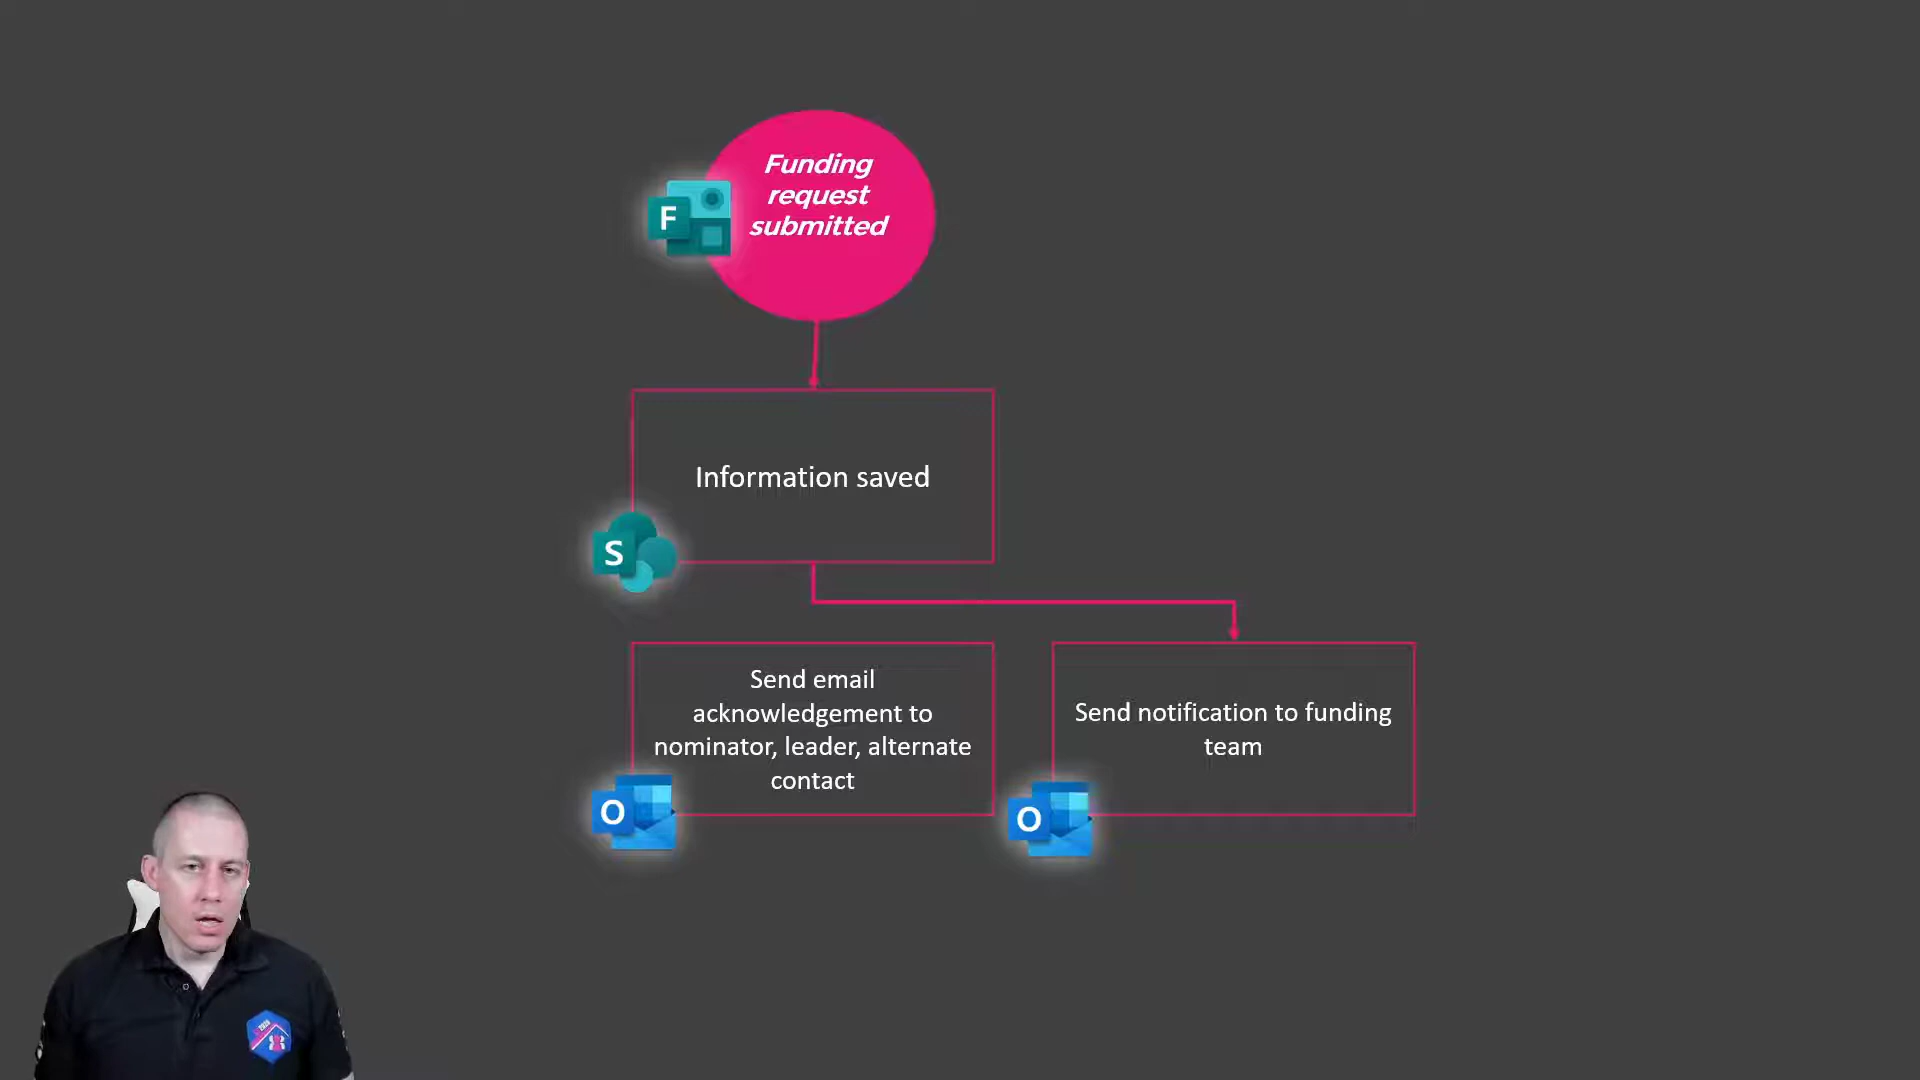 Funding
request
submitted
F
Information saved
S
Send email
acknowledgement to
nominator, leader, alternate
contact
O
Send notification to funding
team
O